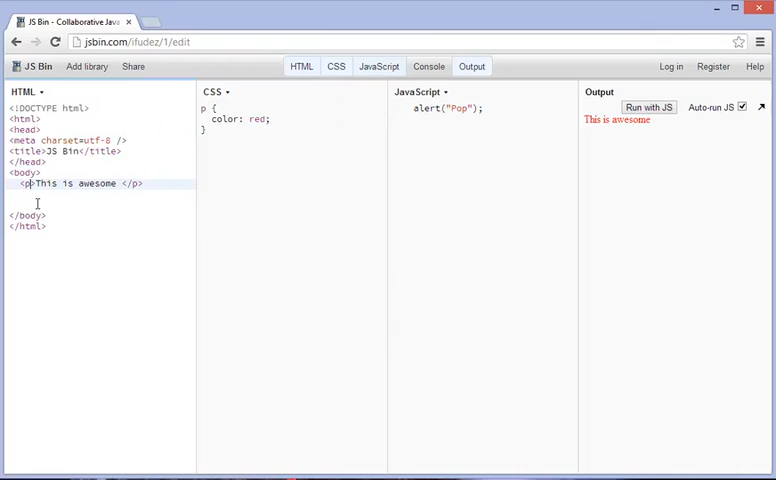 JS Bin - Collaborative Java
jsbin.com/ifudez/1/edit
JS Bin Add library Share HTML CSS JavaScript Console Output Log in Register Help
HTML
<!DOCTYPE html>
<html>
<head>
<meta charset=utf-8 />
<title>JS Bin</title>
</head>
<body>
<p>This is awesome </p>
</body>
</html>
CSS
p {
color: red;
}
JavaScript
alert("Pop");
Output
Run with JS Auto-run JS
This is awesome